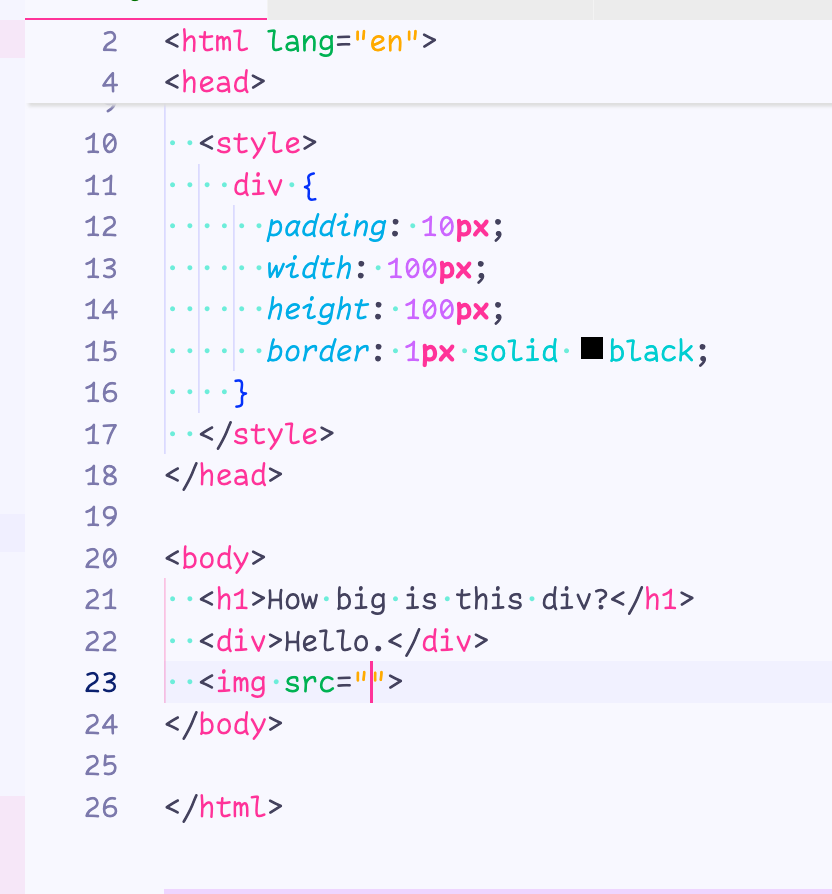 2 <html lang="en">
4 <head>
10 <style>
11 div {
12 padding: 10px;
13 width: 100px;
14 height: 100px;
15 border: 1px solid black;
16 }
17 </style>
18 </head>
19
20 <body>
21 <h1>How big is this div?</h1>
22 <div>Hello.</div>
23 <img src="">
24 </body>
25
26 </html>